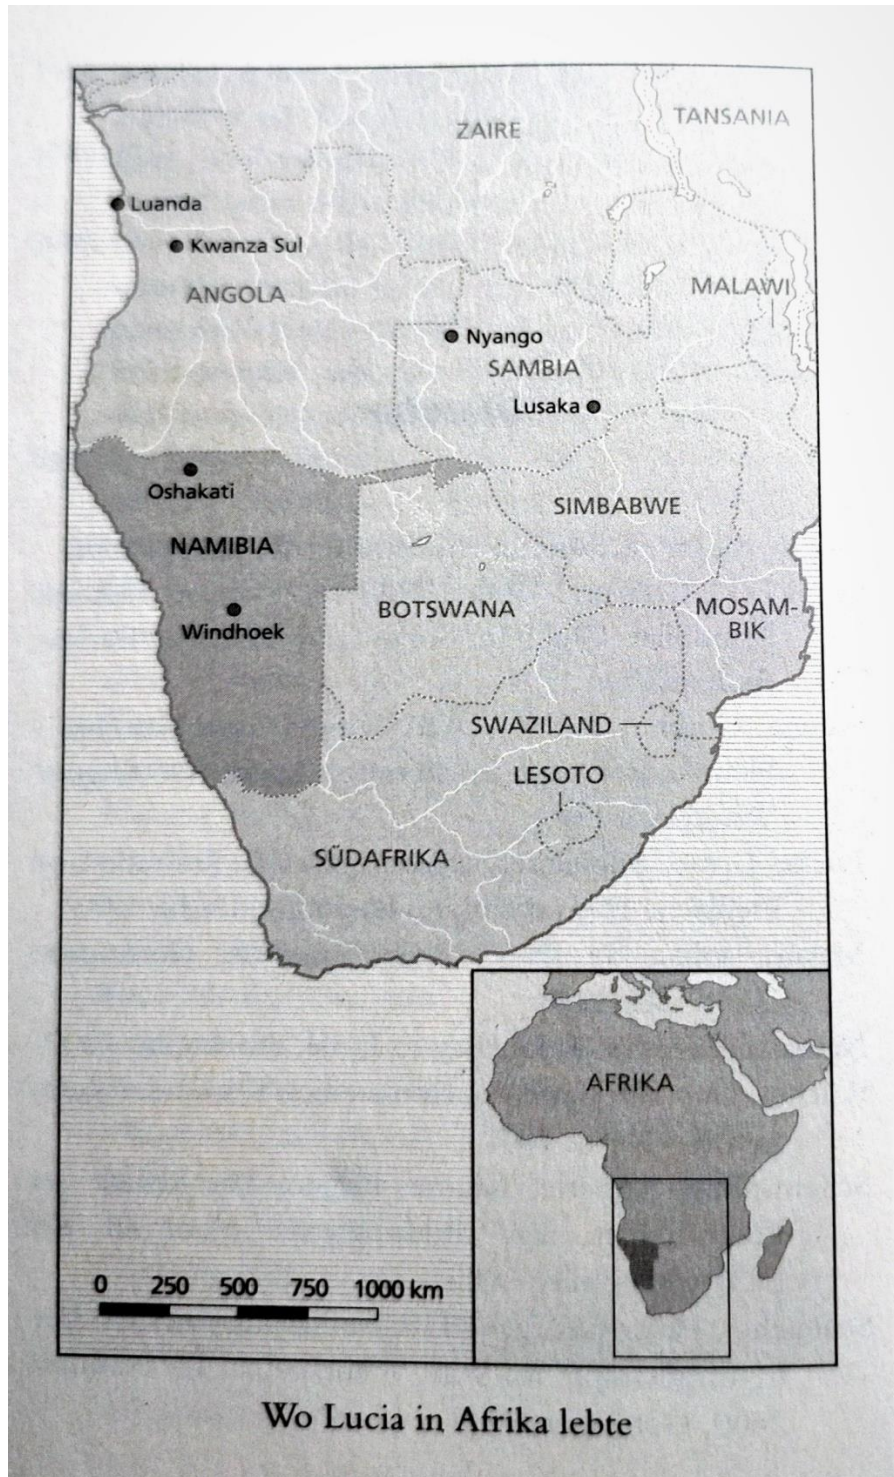 ZAIRE
TANSANIA
Luanda
Kwanza Sul
ANGOLA
MALAWI
Nyango
SAMBIA
Lusaka
Oshakati
SIMBABWE
NAMIBIA
BOTSWANA
MOSAM-
BIK
Windhoek
SWAZILAND
LESOTO
SÜDAFRIKA
AFRIKA
0 250 500 750 1000 km
Wo Lucia in Afrika lebte